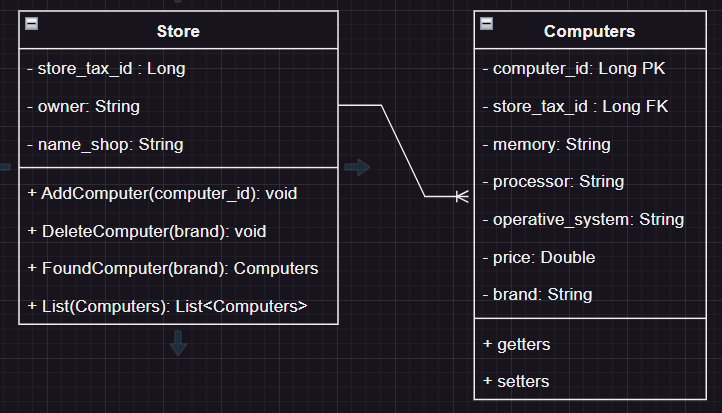 Store
- store_tax_id : Long
- owner: String
- name_shop: String
+ AddComputer(computer_id): void
+ DeleteComputer(brand): void
+ FoundComputer(brand): Computers
+ List(Computers): List<Computers>
Computers
- computer_id: Long PK
- store_tax_id : Long FK
- memory: String
- processor: String
- operative_system: String
- price: Double
- brand: String
+ getters
+ setters